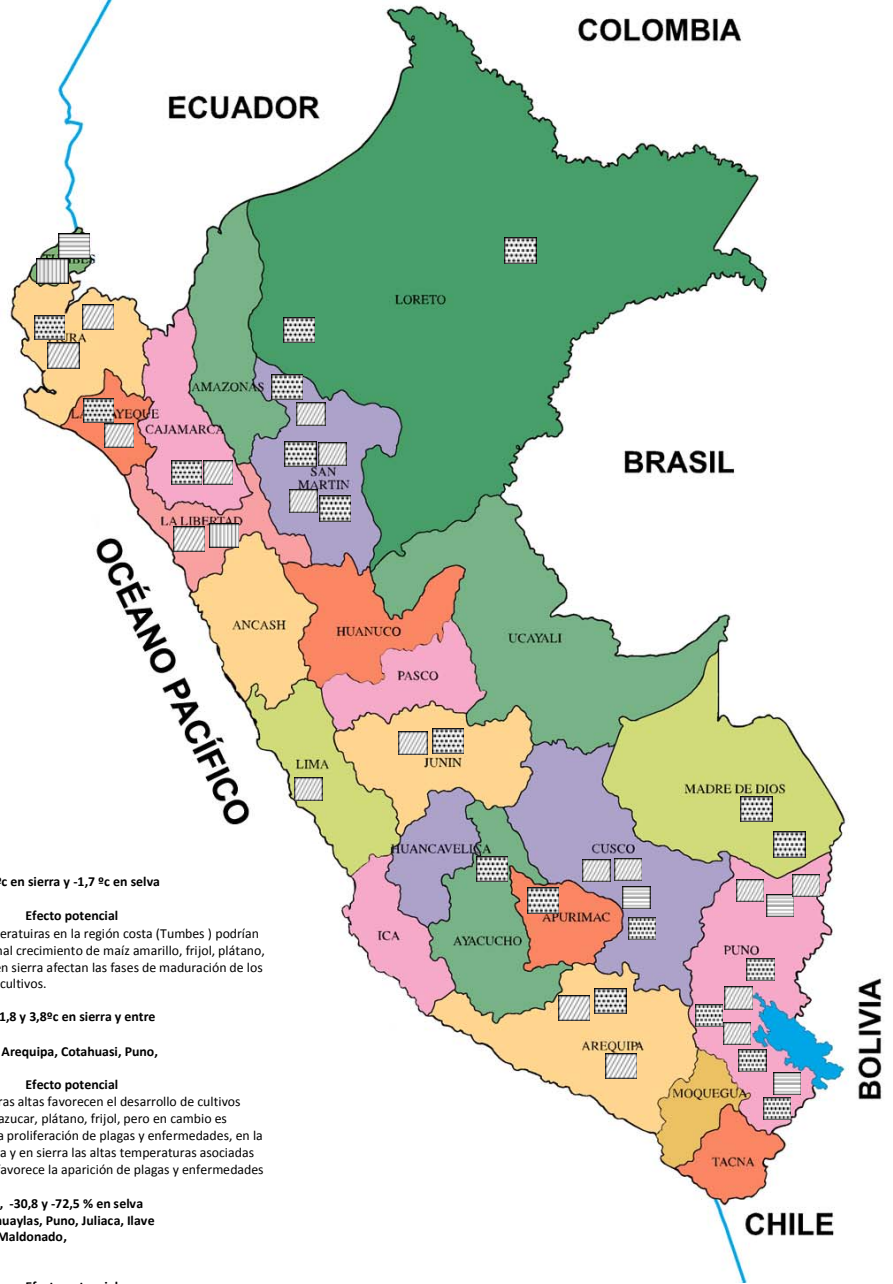 COLOMBIA
ECUADOR
LORETO
AMAZONAS
CAJAMARCA
SAN
MARTIN
BRASIL
LA LIBERTAD
OCÉANO PACÍFICO
ANCASH
HUANUCO
UCAYALI
PASCO
LIMA
JUNIN
MADRE DE DIOS
HUANCAVELICA
CUSCO
APURIMAC
ICA
AYACUCHO
PUNO
AREQUIPA
BOLIVIA
MOQUEGUA
TACNA
CHILE
ºc en sierra y -1,7 ºc en selva
Efecto potencial
eratuiras en la región costa (Tumbes ) podrían
nal crecimiento de maíz amarillo, frijol, plátano,
en sierra afectan las fases de maduración de los
cultivos.
1,8 y 3,8ºc en sierra y entre
Arequipa, Cotahuasi, Puno,
Efecto potencial
ras altas favorecen el desarrollo de cultivos
azucar, plátano, frijol, pero en cambio es
a proliferación de plagas y enfermedades, en la
a y en sierra las altas temperatuas asociadas
favorece la aparición de plagas y enfermedades
, -30,8 y -72,5 % en selva
huaylas, Puno, Juliaca, Ilave
Maldonado,